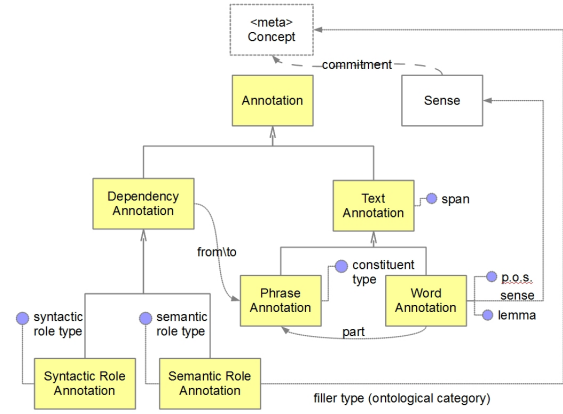 <meta>
Concept
commitment
Annotation
Sense
Dependency
Annotation
Text
Annotation
span
from\to
constituent
type
p.o.s.
sense
lemma
Phrase
Annotation
Word
Annotation
syntactic
role type
semantic
role type
part
Syntactic Role
Annotation
Semantic Role
Annotation
filler type (ontological category)